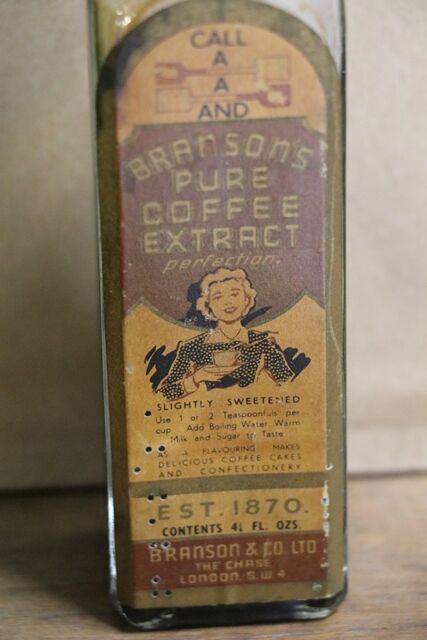 CALL
A
A
AND
BRANSON'S
PURE
COFFEE
EXTRACT
perfection.
SLIGHTLY SWEETENED
Use 1 or 2 Teaspoonfuls per
cup Add Boiling Water Warm
Milk and Sugar to Taste
AS A FLAVOURING MAKES
DELICIOUS COFFEE CAKES
AND CONFECTIONERY
EST. 1870.
CONTENTS 4½ FL. OZS.
BRANSON & CO. LTD
THE CHASE
LONDON. S.W 4